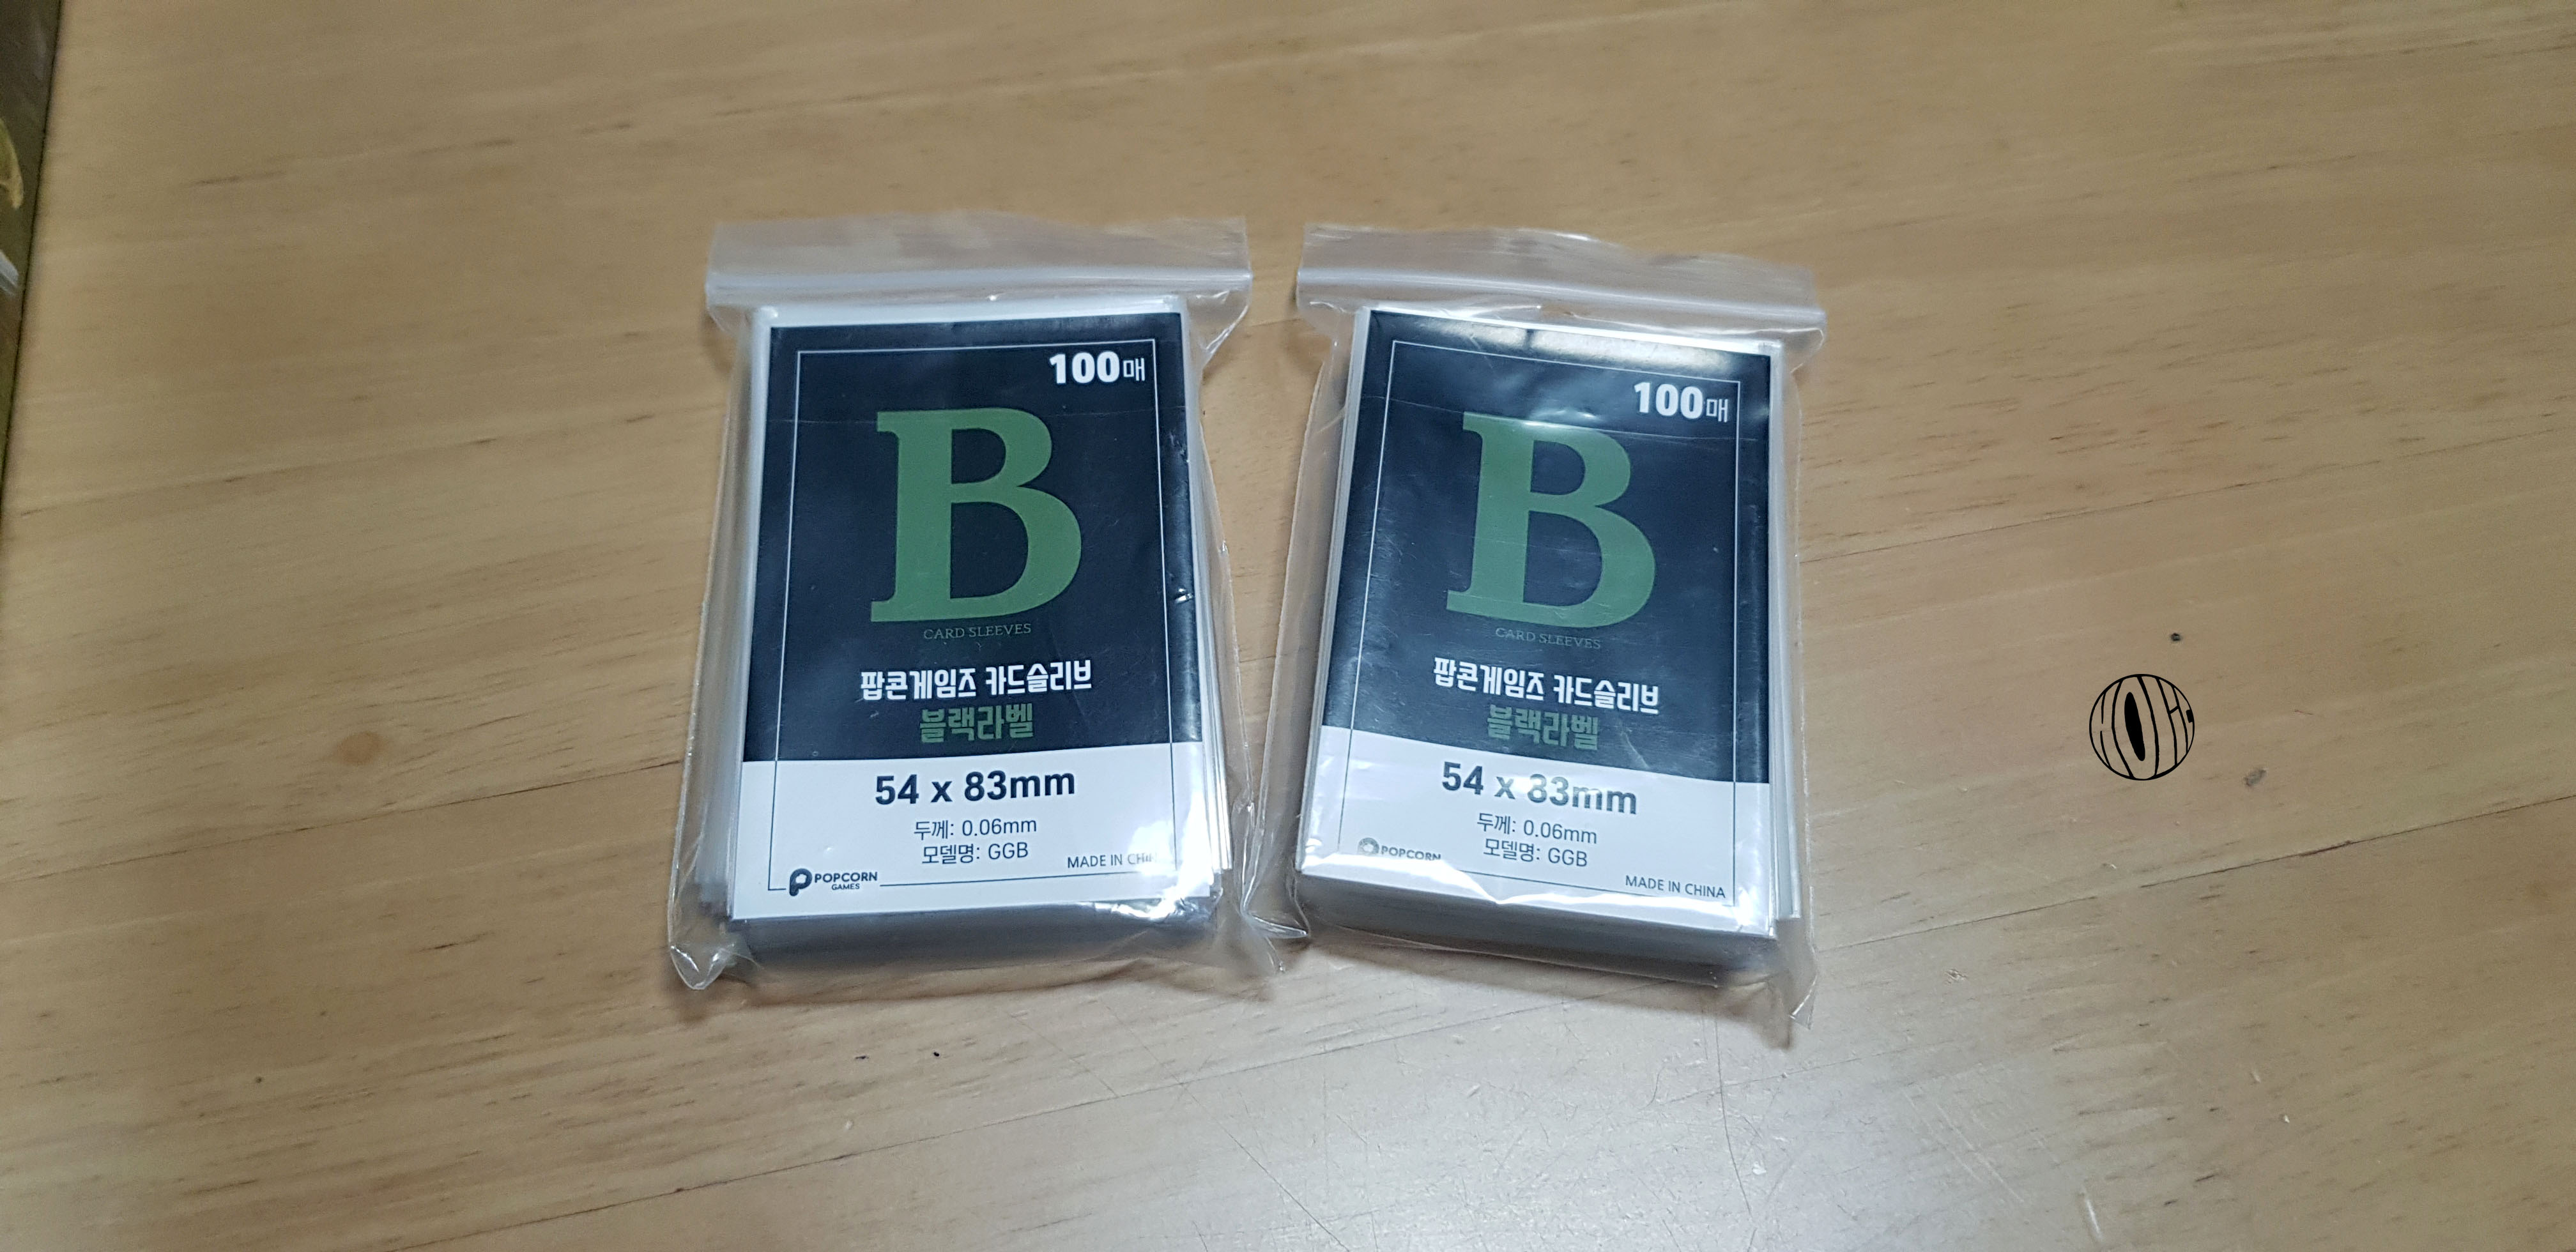 100매
B
CARD SLEEVES
팝콘게임즈 카드슬리브
블랙라벨
54 x 83mm
두께: 0.06mm
모델명: GGB
POPCORN
GAMES
MADE IN
100매
B
CARD SLEEVES
팝콘게임즈 카드슬리브
블랙라벨
54 x 83mm
두께: 0.06mm
모델명: GGB
POPCORN
MADE IN CHINA